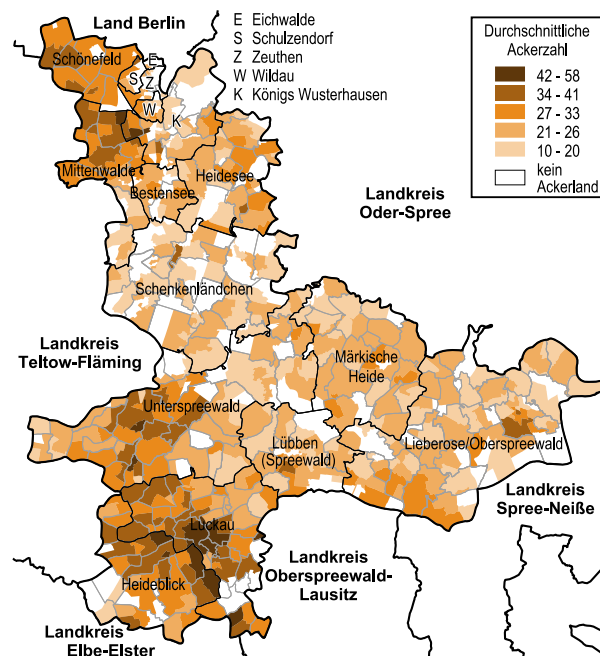 Land Berlin
E Eichwalde
S Schulzendorf
Z Zeuthen
W Wildau
K Königs Wusterhausen
Durchschnittliche
Ackerzahl
42 - 58
34 - 41
27 - 33
21 - 26
10 - 20
kein
Ackerland
Schönefeld
E
S
Z
W
K
Mittenwalde
Bestensee
Heidesee
Landkreis
Oder-Spree
Schenkenländchen
Landkreis
Teltow-Fläming
Märkische
Heide
Unterspreewald
Lübben
(Spreewald)
Lieberose/Oberspreewald
Landkreis
Spree-Neiße
Luckau
Landkreis
Oberspreewald-
Lausitz
Heideblick
Landkreis
Elbe-Elster